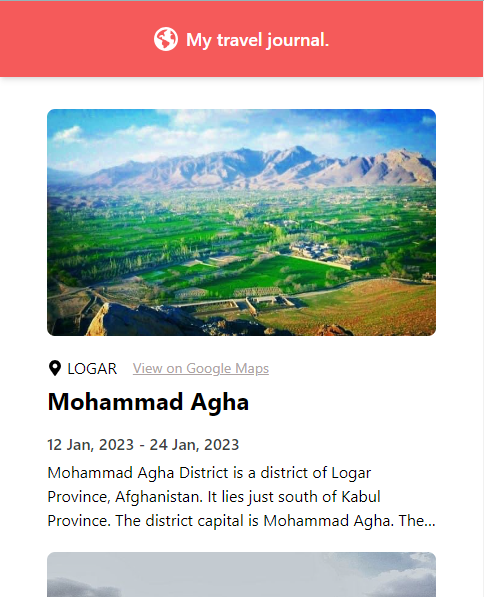 My travel journal.
LOGAR View on Google Maps
Mohammad Agha
12 Jan, 2023 - 24 Jan, 2023
Mohammad Agha District is a district of Logar
Province, Afghanistan. It lies just south of Kabul
Province. The district capital is Mohammad Agha. The...